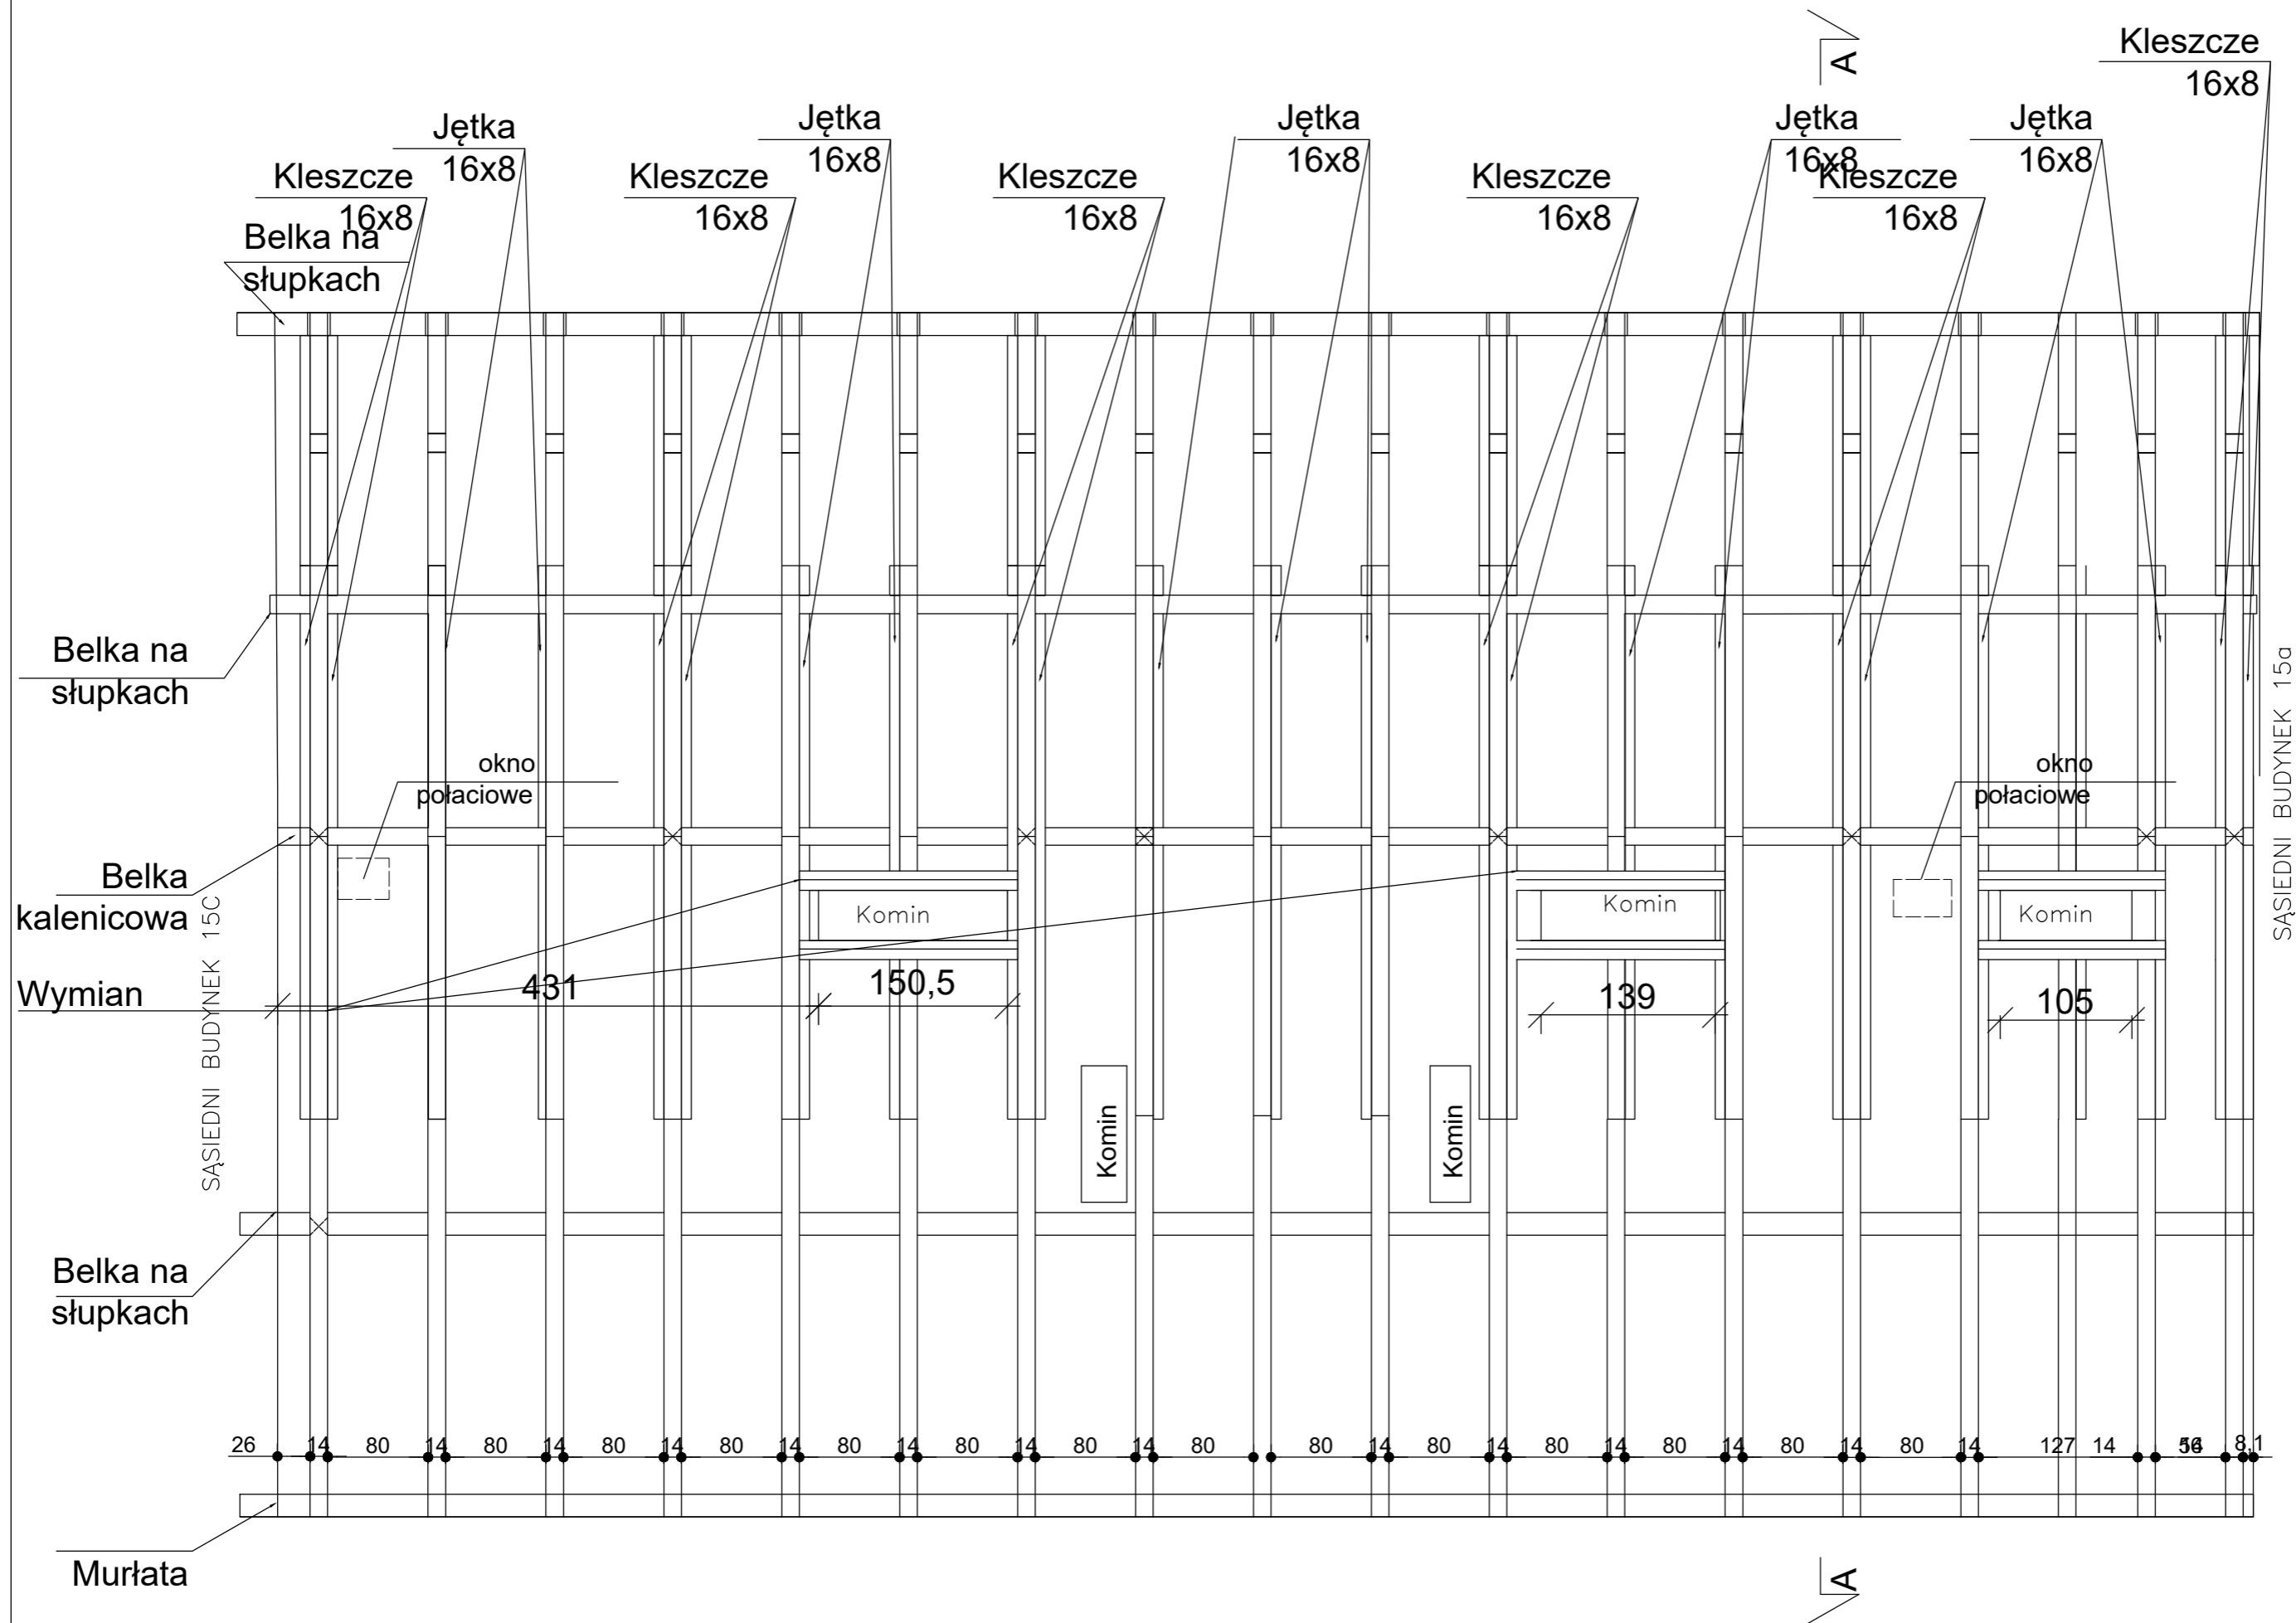 A
Kleszcze
16x8
Jętka
16x8
Jętka
16x8
Jętka
16x8
Jętka
16x8
Jętka
16x8
Kleszcze
16x8
Kleszcze
16x8
Kleszcze
16x8
Kleszcze
16x8
Kleszcze
16x8
Belka na
słupkach
Belka na
słupkach
SĄSIEDNI BUDYNEK 15a
okno
połaciowe
okno
połaciowe
Belka
kalenicowa
SĄSIEDNI BUDYNEK 15C
Komin
Komin
Komin
Wymian
431
150,5
139
105
Komin
Komin
Belka na
słupkach
26 14 80 14 80 14 80 14 80 14 80 14 80 14 80 14 80 80 14 80 14 80 14 80 14 80 14 80 14 127 14 8,1
Murłata
A